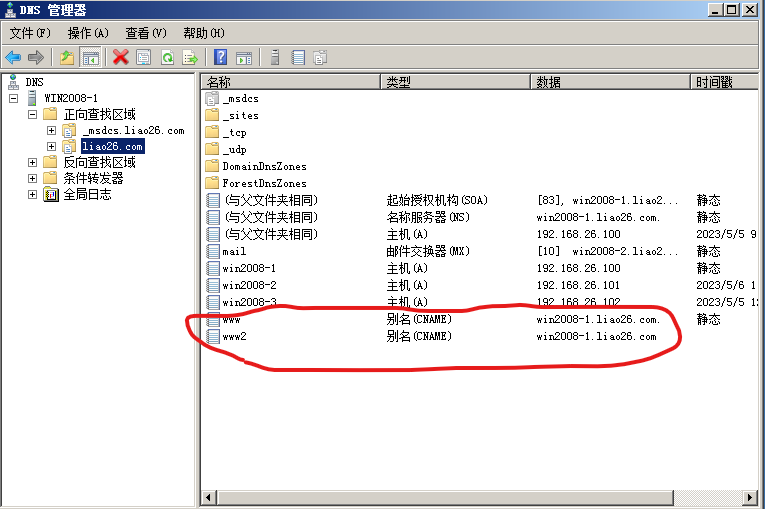 DNS 管理器
文件(F) 操作(A) 查看(V) 帮助(H)
DNS
WIN2008-1
正向查找区域
_msdcs.liao26.com
liao26.com
反向查找区域
条件转发器
全局日志
名称 类型 数据 时间戳
_msdcs
_sites
_tcp
_udp
DomainDnsZones
ForestDnsZones
(与父文件夹相同) 起始授权机构(SOA) [83], win2008-1.liao2... 静态
(与父文件夹相同) 名称服务器(NS) win2008-1.liao26.com. 静态
(与父文件夹相同) 主机(A) 192.168.26.100 2023/5/5 9
mail 邮件交换器(MX) [10] win2008-2.liao2... 静态
win2008-1 主机(A) 192.168.26.100 静态
win2008-2 主机(A) 192.168.26.101 2023/5/6 1
win2008-3 主机(A) 192.168.26.102 2023/5/5 1
www 别名(CNAME) win2008-1.liao26.com. 静态
www2 别名(CNAME) win2008-1.liao26.com